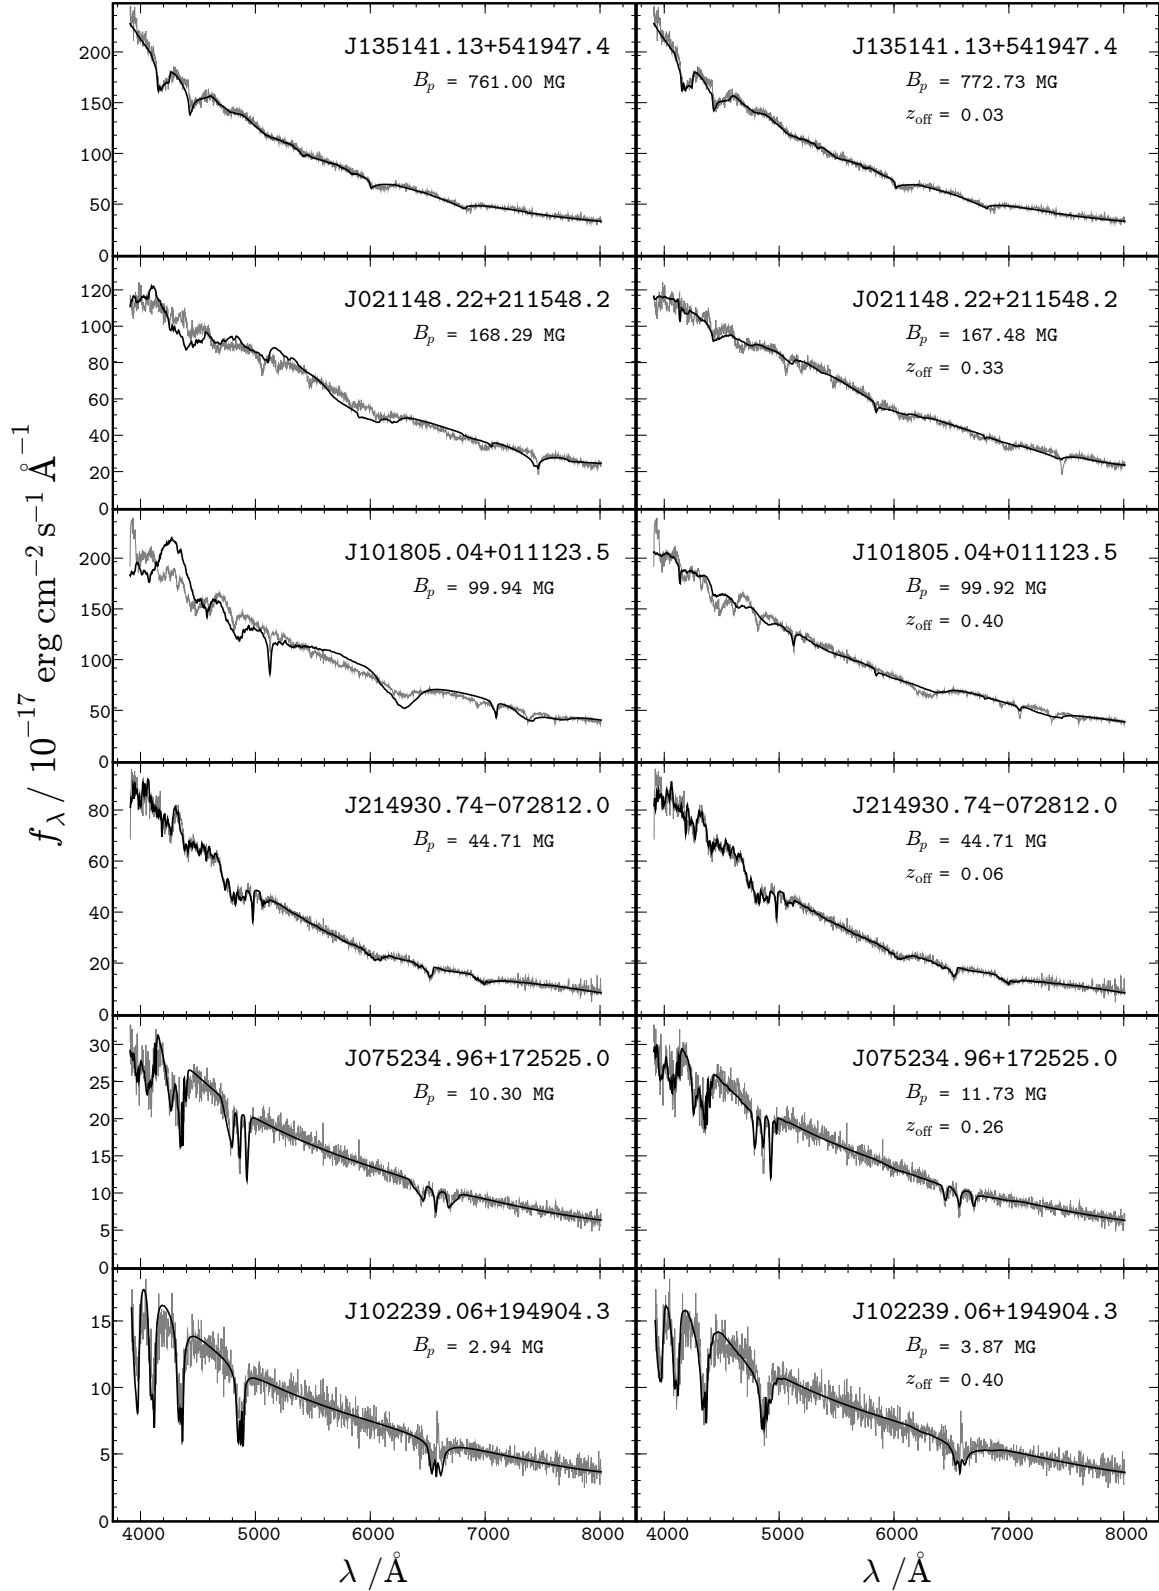 J135141.13+541947.4
B_p = 761.00 MG
200
150
100
50
0
J135141.13+541947.4
B_p = 772.73 MG
z_off = 0.03
J021148.22+211548.2
B_p = 168.29 MG
120
100
80
60
40
20
0
J021148.22+211548.2
B_p = 167.48 MG
z_off = 0.33
J101805.04+011123.5
B_p = 99.94 MG
200
150
100
50
0
J101805.04+011123.5
B_p = 99.92 MG
z_off = 0.40
J214930.74−072812.0
B_p = 44.71 MG
80
60
40
20
0
J214930.74−072812.0
B_p = 44.71 MG
z_off = 0.06
J075234.96+172525.0
B_p = 10.30 MG
30
25
20
15
10
5
0
J075234.96+172525.0
B_p = 11.73 MG
z_off = 0.26
J102239.06+194904.3
B_p = 2.94 MG
15
10
5
0
J102239.06+194904.3
B_p = 3.87 MG
z_off = 0.40
4000 5000 6000 7000 8000
4000 5000 6000 7000 8000
λ /Å
λ /Å
f_λ / 10^−17 erg cm^−2 s^−1 Å^−1